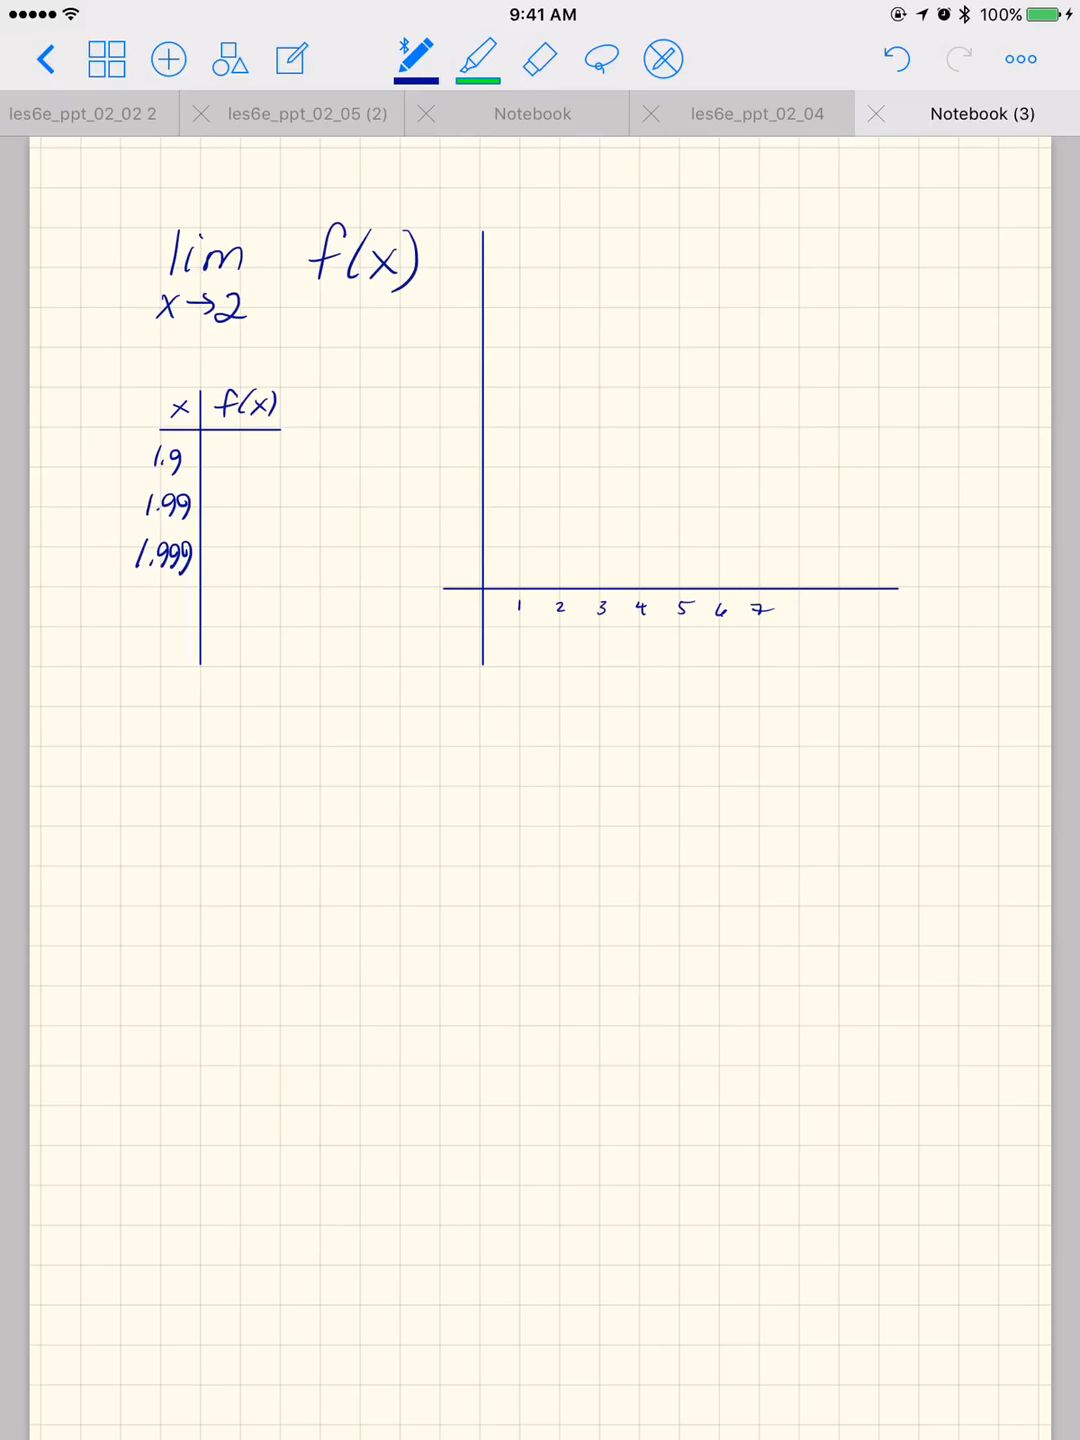 9:41 AM
100%
les6e_ppt_02_02 2
les6e_ppt_02_05 (2)
Notebook
les6e_ppt_02_04
Notebook (3)
lim f(x)
x→2
x f(x)
1.9
1.99
1.999
1 2 3 4 5 6 7